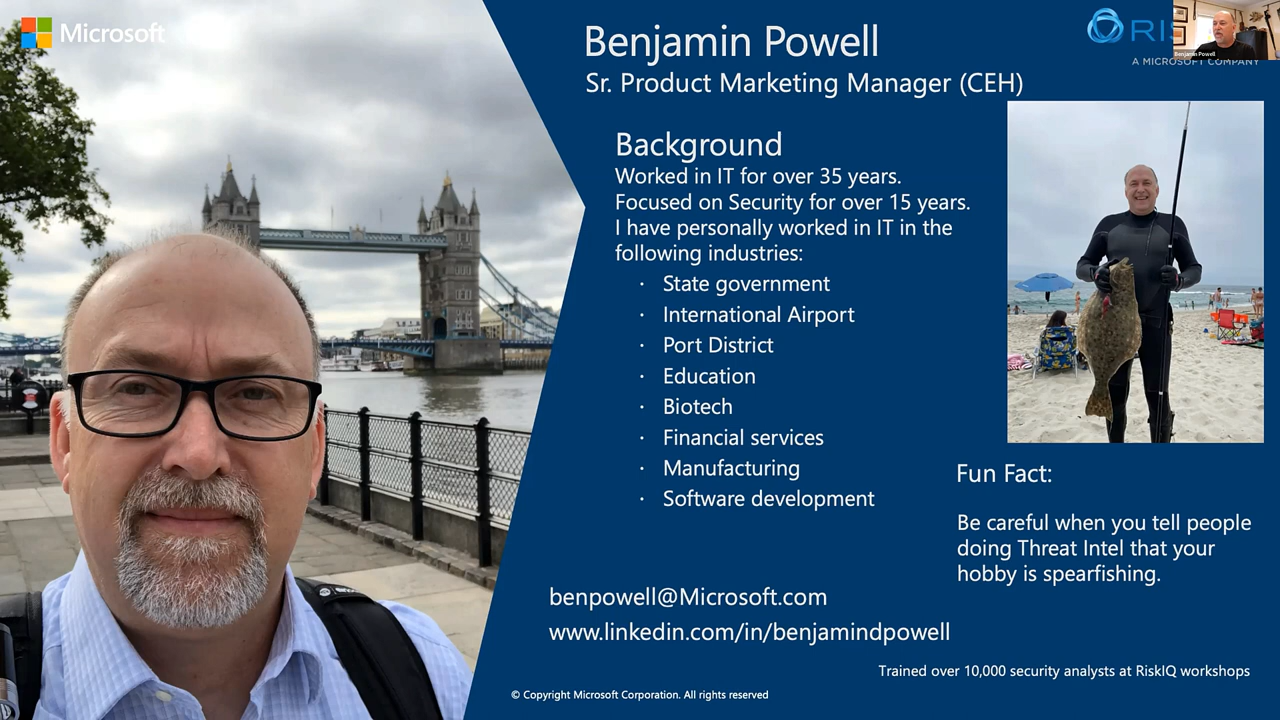 Microsoft
Benjamin Powell
Sr. Product Marketing Manager (CEH)
RIS
Benjamin Powell
A MICROSOFT COMPANY
Background
Worked in IT for over 35 years.
Focused on Security for over 15 years.
I have personally worked in IT in the
following industries:
· State government
· International Airport
· Port District
· Education
· Biotech
· Financial services
· Manufacturing
· Software development
Fun Fact:
Be careful when you tell people
doing Threat Intel that your
hobby is spearfishing.
benpowell@Microsoft.com
www.linkedin.com/in/benjamindpowell
Trained over 10,000 security analysts at RiskIQ workshops
© Copyright Microsoft Corporation. All rights reserved